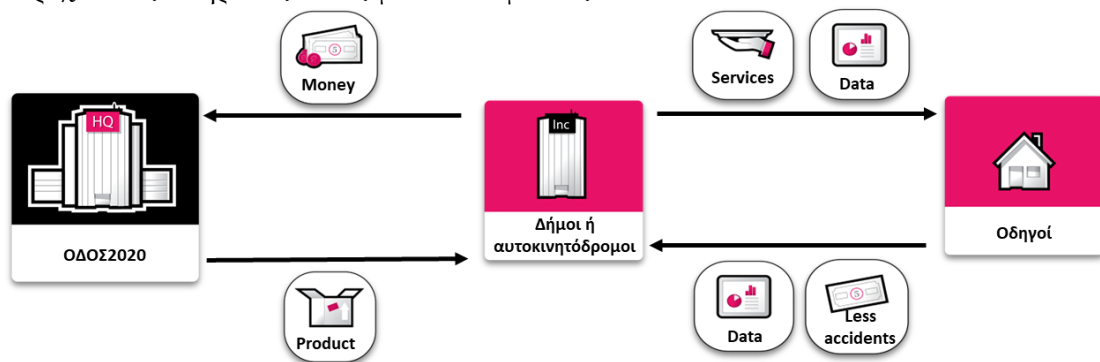 Money
Services
Data
HQ
Inc
ΟΔΟΣ2020
Δήμοι ή
αυτοκινητόδρομοι
Οδηγοί
Product
Data
Less
accidents